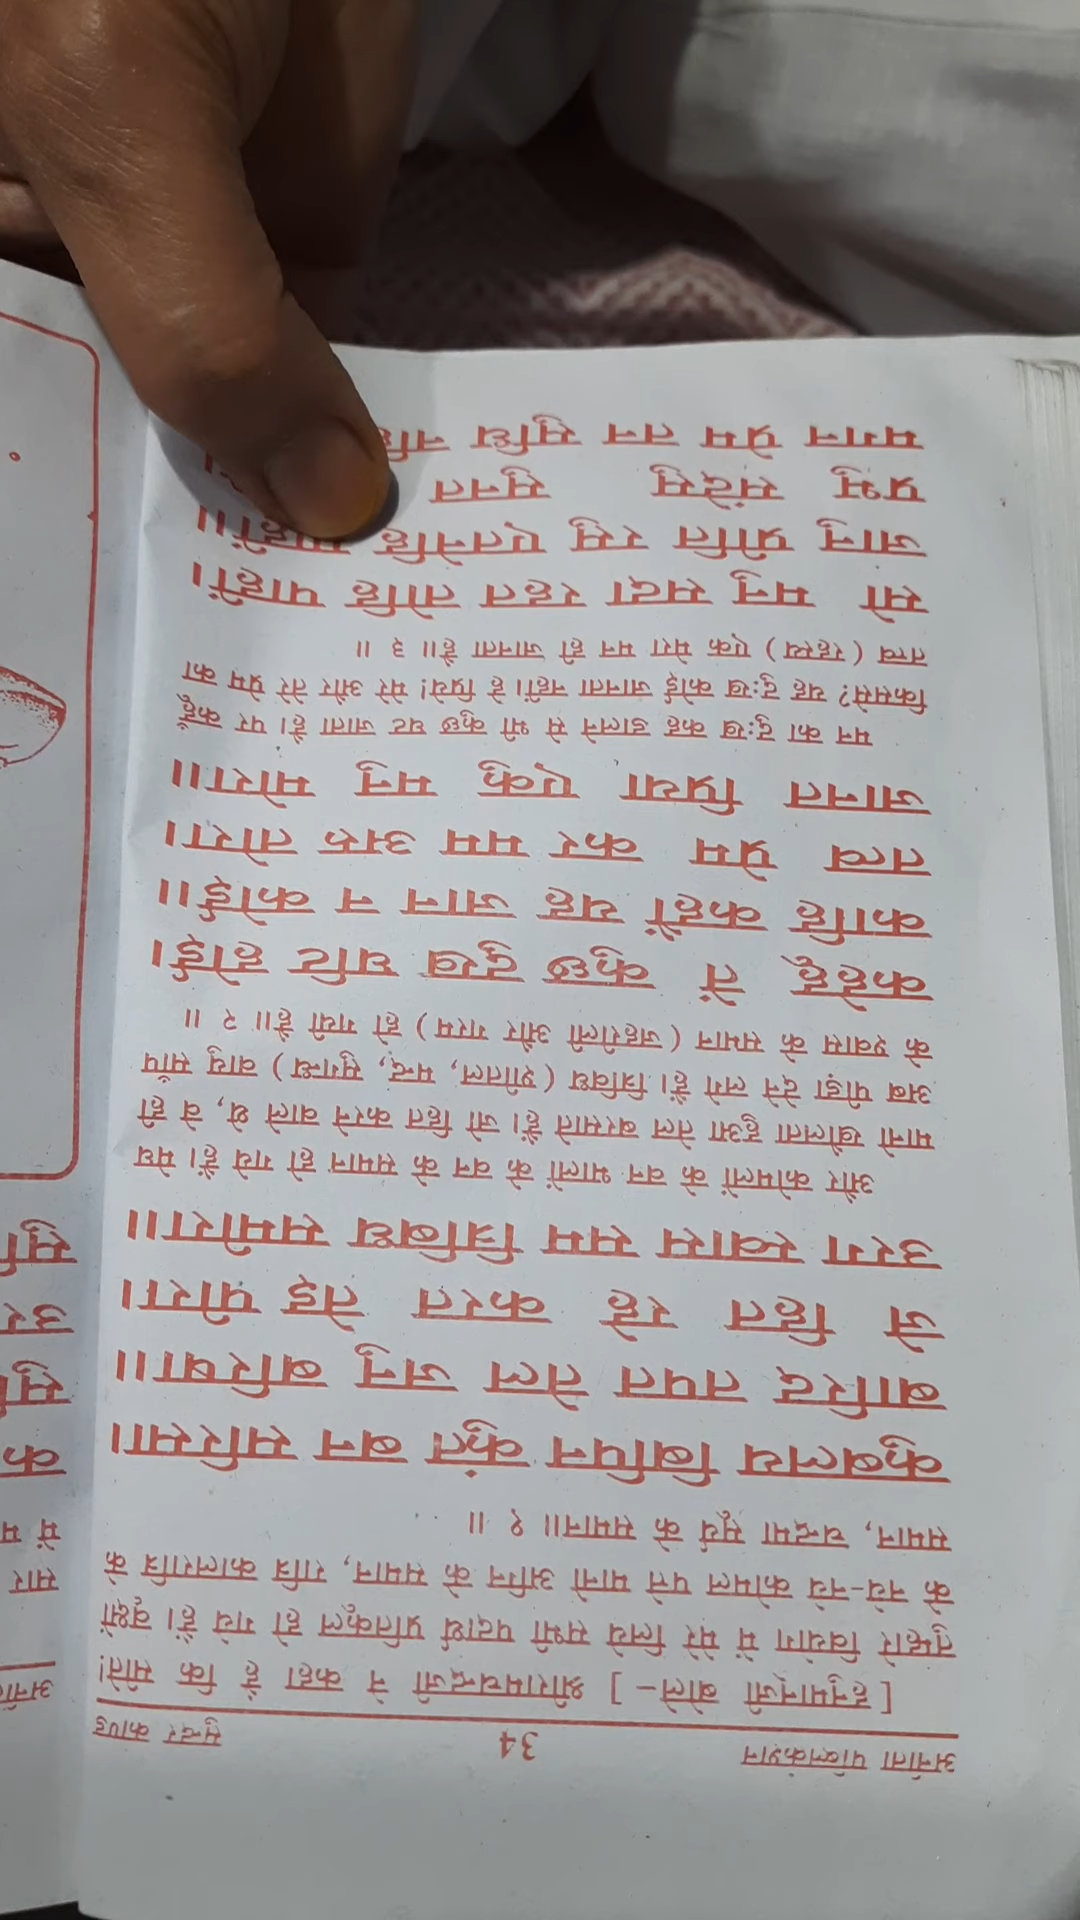 अनीता पब्लिकेशन 34 सुन्दर काण्ड
[ हनुमान्‌जी बोले– ] श्रीरामचन्द्रजी ने कहा है कि सीते!
तुम्हारे वियोग में मेरे लिये सभी पदार्थ प्रतिकूल हो गये हैं। वृक्षों
के नये-नये कोमल पत्ते मानो अग्नि के समान, रात्रि कालरात्रि के
समान, चन्द्रमा सूर्य के समान॥ १ ॥
कुबलय बिपिन कुंत बन सरिसा।
बारिद तपत तेल जनु बरिषा॥
जे हित रहे करत तेइ पीरा।
उरग स्वास सम त्रिबिध समीरा॥
और कोमलों के वन भालों के वन के समान हो गये हैं। मेघ
मानो खौलता हुआ तेल बरसाते हैं। जो हित करने वाले थे, वे ही
अब पीड़ा देने लगे हैं। त्रिविध (शीतल, मन्द, सुगन्ध) वायु साँप
के श्वास के समान (जहरीली और गरम) हो गयी है॥ २ ॥
कहेहू तें कछु दुख घटि होई।
काहि कहौं यह जान न कोई॥
तत्व प्रेम कर मम अरु तोरा।
जानत प्रिया एकु मनु मोरा॥
मन का दुःख कह डालने से भी कुछ घट जाता है। पर कहूँ
किससे? यह दुःख कोई जानता नहीं। हे प्रिये! मेरे और तेरे प्रेम का
तत्त्व (रहस्य) एक मेरा मन ही जानता है॥ ३ ॥
सो मनु सदा रहत तोहि पाहीं।
जानु प्रीति रसु एतनेहि
प्रभु संदेसु सुनत
मगन प्रेम तन सुधि